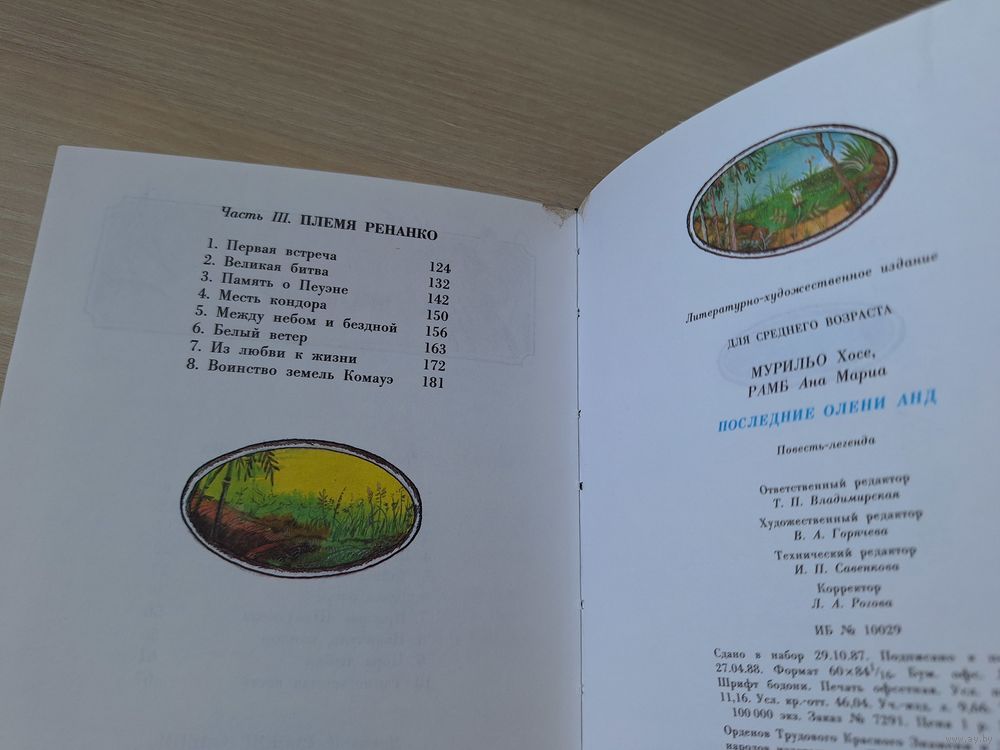 Часть III. ПЛЕМЯ РЕНАНКО
1. Первая встреча 124
2. Великая битва 132
3. Память о Пеуэне 142
4. Месть кондора 150
5. Между небом и бездной 156
6. Белый ветер 163
7. Из любви к жизни 172
8. Воинство земель Комауэ 181
Литературно-художественное издание
ДЛЯ СРЕДНЕГО ВОЗРАСТА
МУРИЛЬО Хосе,
РАМБ Ана Мариа
ПОСЛЕДНИЕ ОЛЕНИ АНД
Повесть-легенда
Ответственный редактор
Т. П. Владимирская
Художественный редактор
В. А. Горячева
Технический редактор
И. П. Савенкова
Корректор
Л. А. Рогова
ИБ № 10029
Сдано в набор 29.10.87. Подписано к
27.04.88. Формат 60×84 1/16. Бум. офс.
Шрифт бодони. Печать офсетная. Усл.
11,16. Усл. кр.-отт. 46,04. Уч.-изд. л. 9,66.
100 000 экз. Заказ № 7291. Цена 1 р.
Орденов Трудового Красного Знамени
народов
www.ay.by